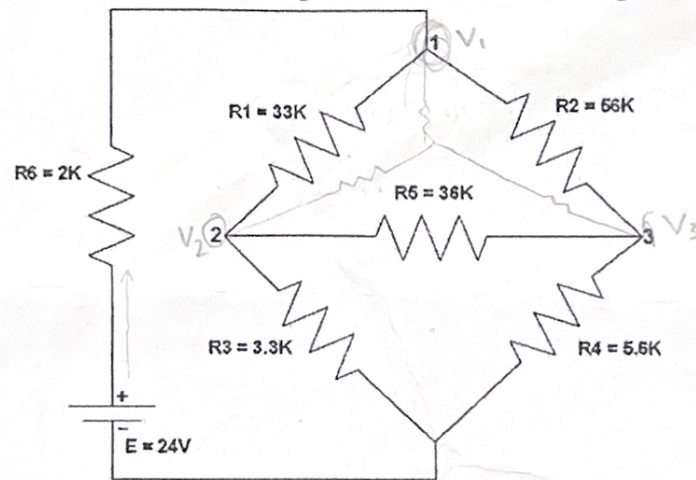 1 V₁
R1 = 33K
R2 = 56K
R6 = 2K
R5 = 36K
V₂ 2
3 V₃
R3 = 3.3K
R4 = 5.6K
+
-
E = 24V